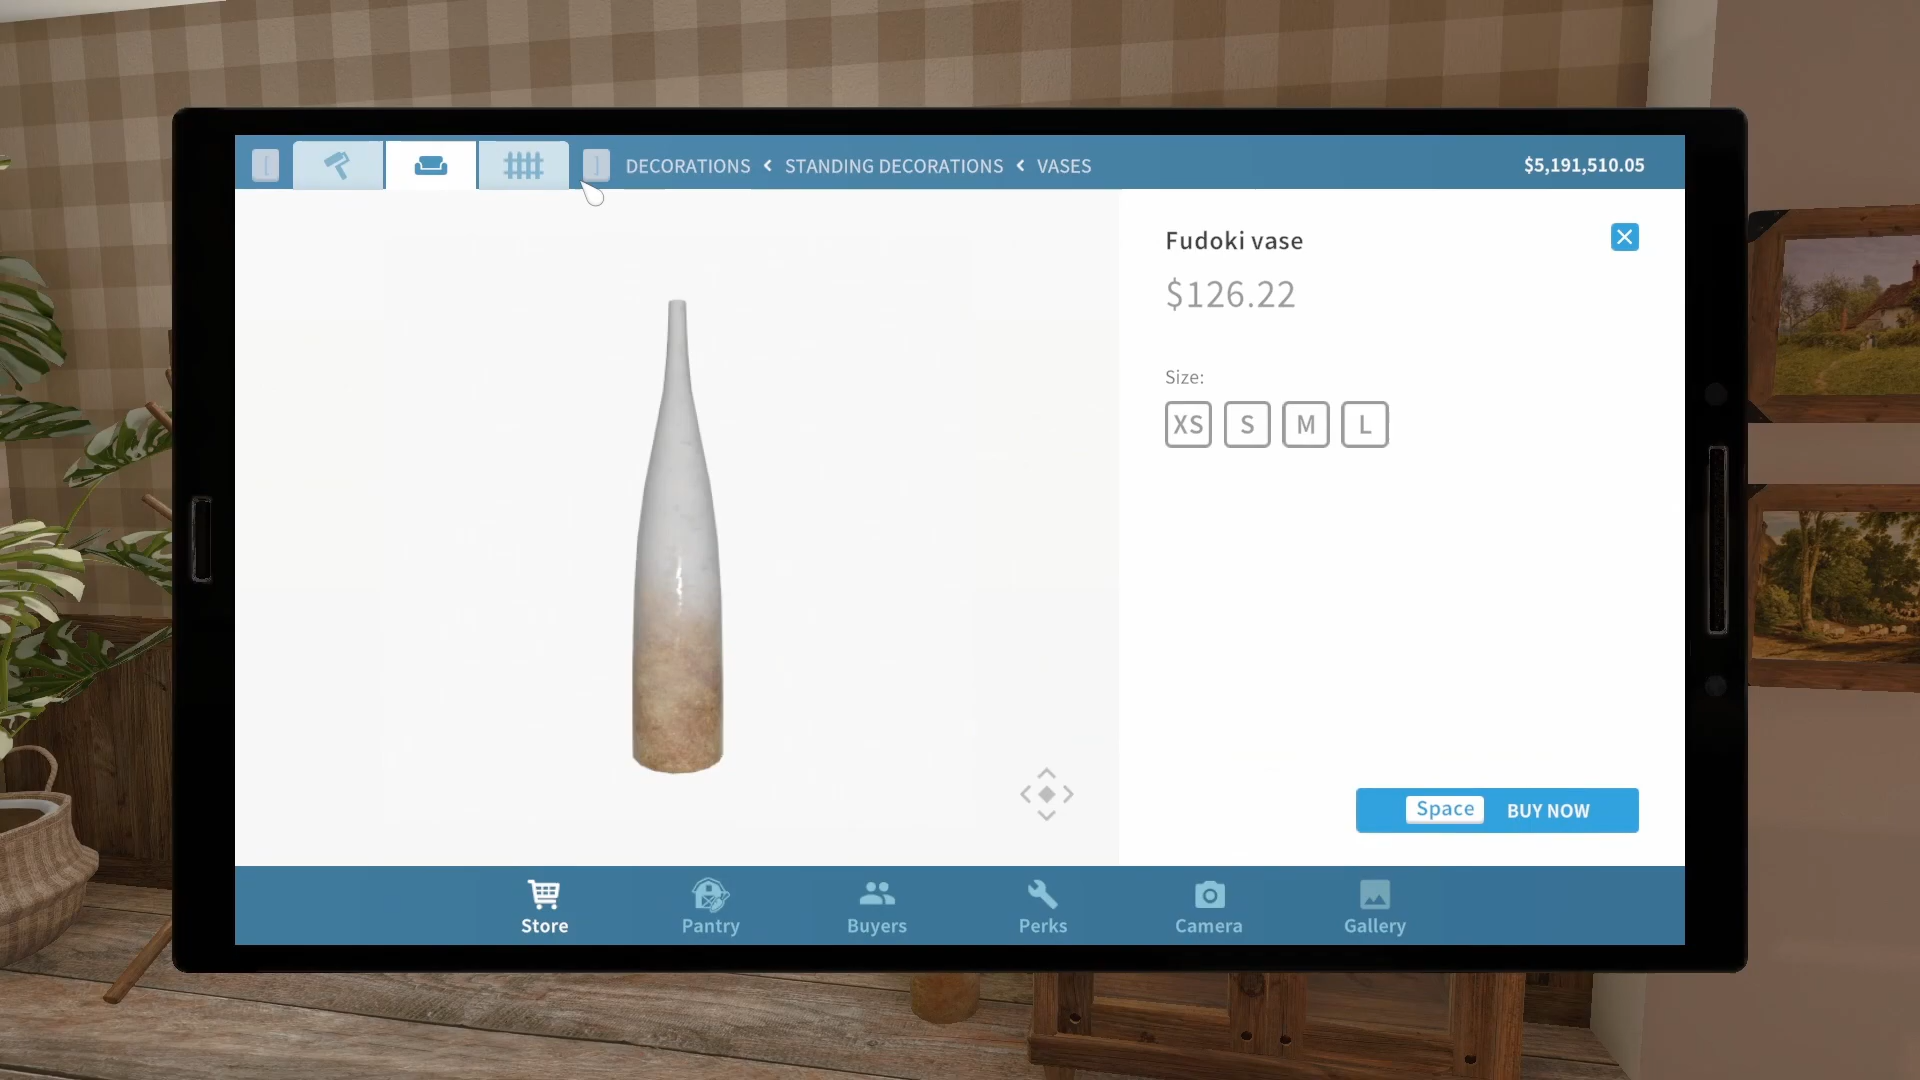 [
]
DECORATIONS < STANDING DECORATIONS < VASES
$5,191,510.05
Fudoki vase
$126.22
Size:
XS S M L
Space BUY NOW
Store Pantry Buyers Perks Camera Gallery